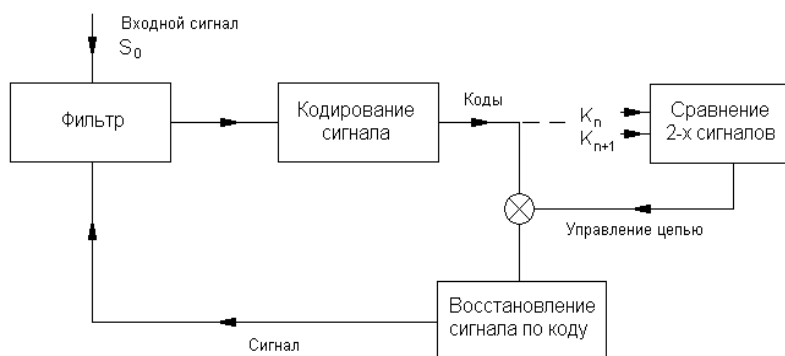 Входной сигнал
S0
Фильтр
Кодирование
сигнала
Коды
Kn
Kn+1
Сравнение
2-х сигналов
Управление цепью
Восстановление
сигнала по коду
Сигнал